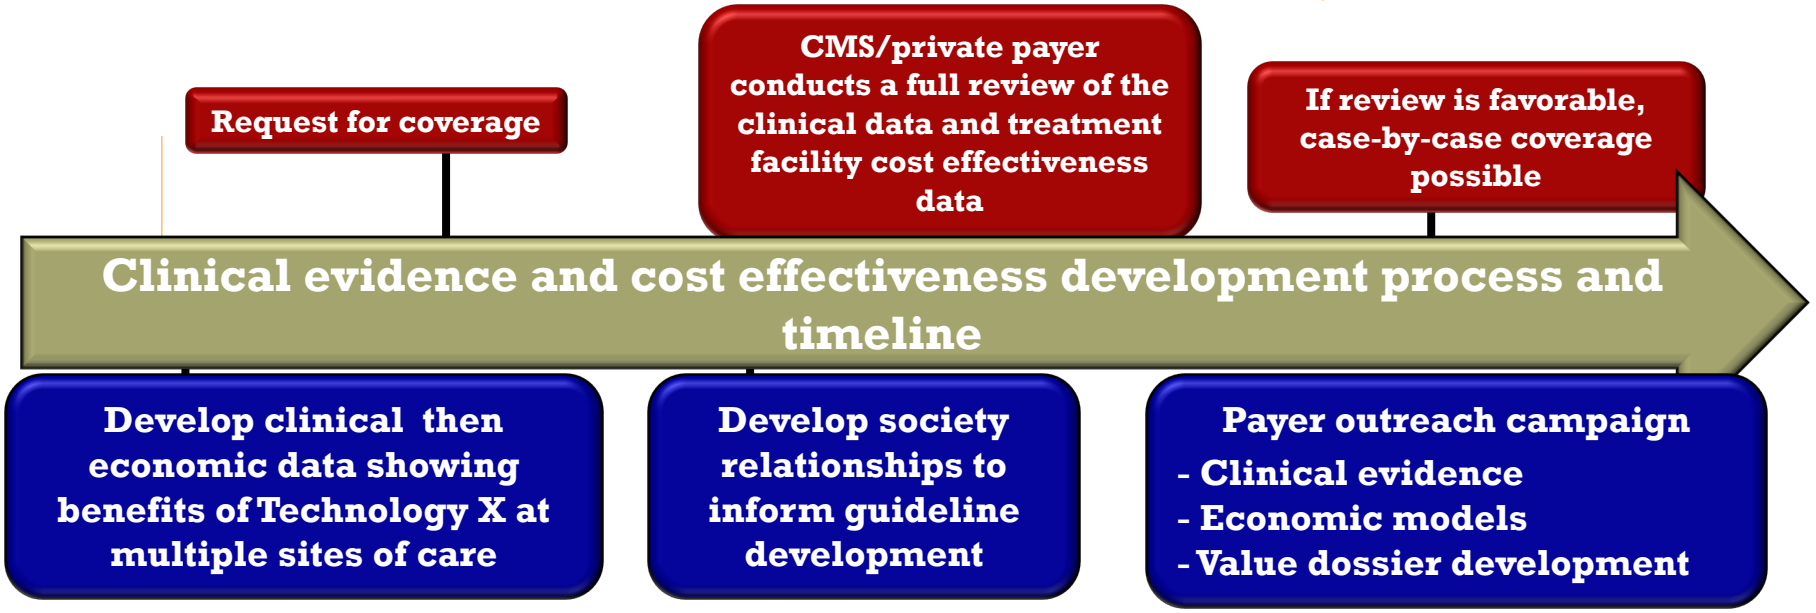 Request for coverage
CMS/private payer
conducts a full review of the
clinical data and treatment
facility cost effectiveness
data
If review is favorable,
case-by-case coverage
possible
Clinical evidence and cost effectiveness development process and
timeline
Develop clinical then
economic data showing
benefits of Technology X at
multiple sites of care
Develop society
relationships to
inform guideline
development
Payer outreach campaign
- Clinical evidence
- Economic models
- Value dossier development